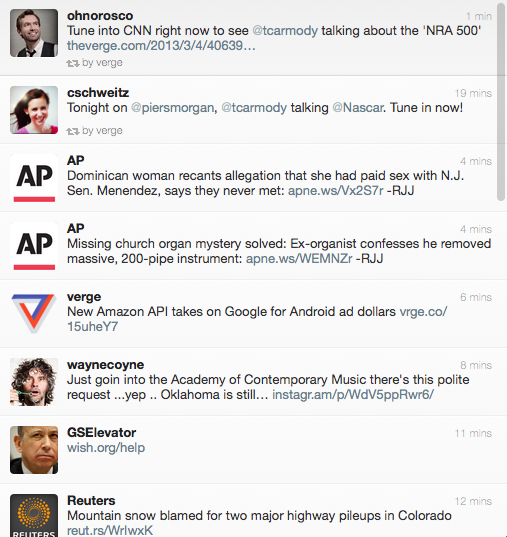 ohnorosco 1 min
Tune into CNN right now to see @tcarmody talking about the 'NRA 500'
theverge.com/2013/3/4/40639…
by verge
cschweitz 19 mins
Tonight on @piersmorgan, @tcarmody talking @Nascar. Tune in now!
by verge
AP
AP 4 mins
Dominican woman recants allegation that she had paid sex with N.J.
Sen. Menendez, says they never met: apne.ws/Vx2S7r -RJJ
AP
AP 4 mins
Missing church organ mystery solved: Ex-organist confesses he removed
massive, 200-pipe instrument: apne.ws/WEMNZr -RJJ
verge 6 mins
New Amazon API takes on Google for Android ad dollars vrge.co/
15uheY7
waynecoyne 8 mins
Just goin into the Academy of Contemporary Music there's this polite
request ...yep .. Oklahoma is still… instagr.am/p/WdV5ppRwr6/
GSElevator 11 mins
wish.org/help
Reuters 12 mins
Mountain snow blamed for two major highway pileups in Colorado
reut.rs/WrlwxK
REUTERS